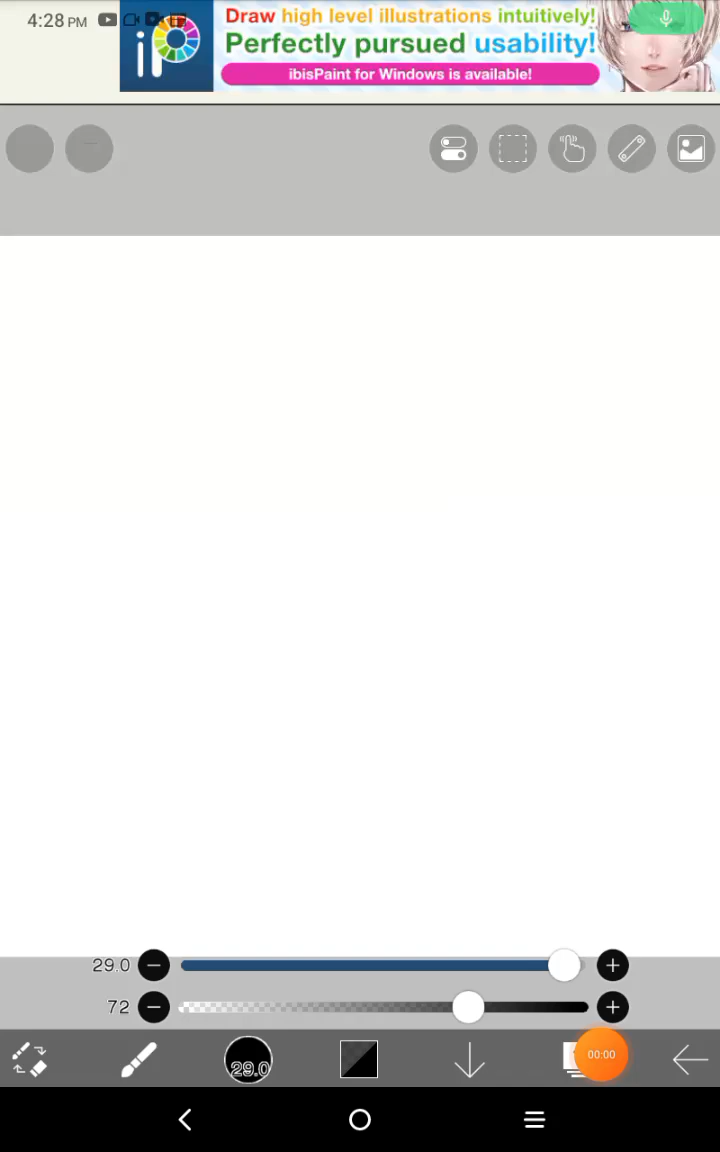 4:28 PM
iP
Draw high level illustrations intuitively!
Perfectly pursued usability!
ibisPaint for Windows is available!
29.0
72
29.0
00:00